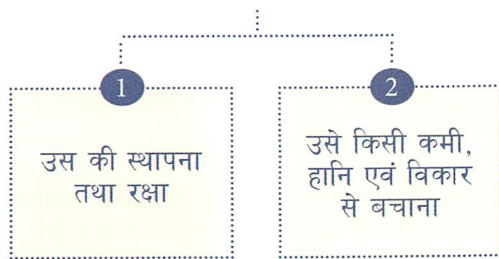 1
उस की स्थापना
तथा रक्षा
2
उसे किसी कमी,
हानि एवं विकार
से बचाना